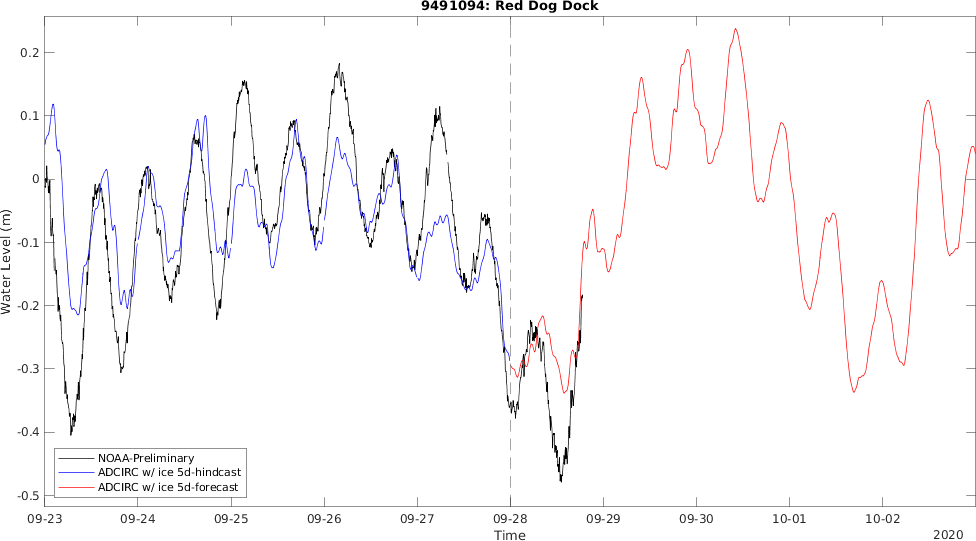 9491094: Red Dog Dock
Water Level (m)
0.2
0.1
0
-0.1
-0.2
-0.3
-0.4
-0.5
NOAA-Preliminary
ADCIRC w/ ice 5d-hindcast
ADCIRC w/ ice 5d-forecast
09-23 09-24 09-25 09-26 09-27 09-28 09-29 09-30 10-01 10-02
Time
2020